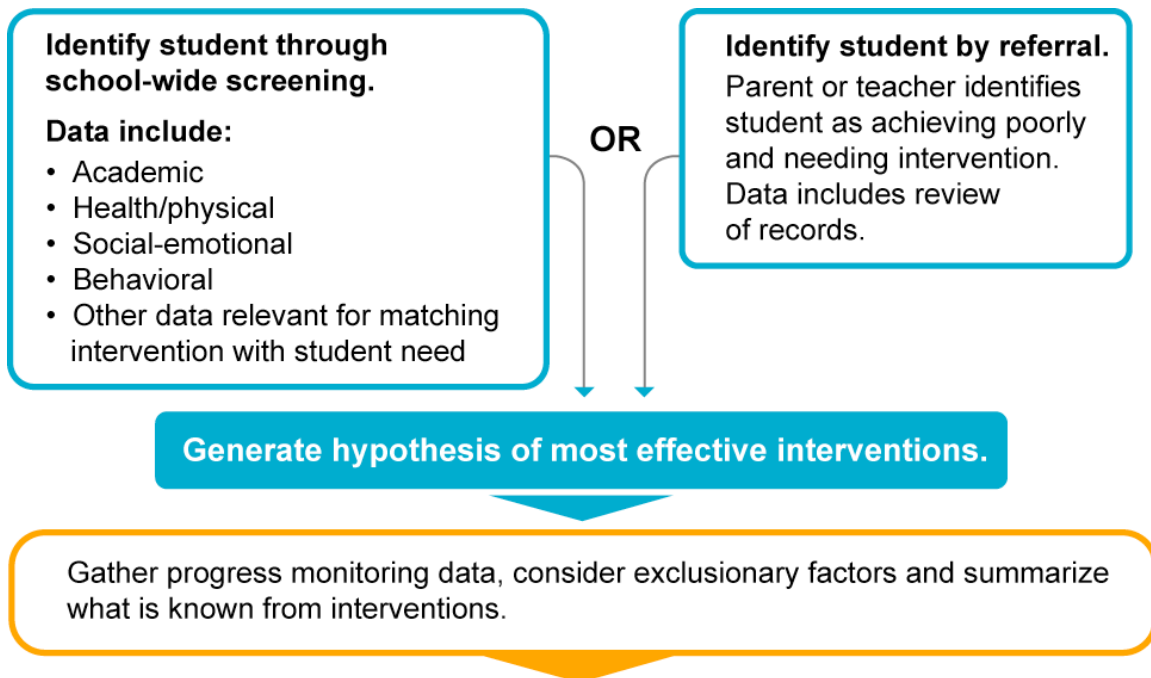 Identify student through
school-wide screening.
Data include:
• Academic
• Health/physical
• Social-emotional
• Behavioral
• Other data relevant for matching
intervention with student need
OR
Identify student by referral.
Parent or teacher identifies
student as achieving poorly
and needing intervention.
Data includes review
of records.
Generate hypothesis of most effective interventions.
Gather progress monitoring data, consider exclusionary factors and summarize
what is known from interventions.